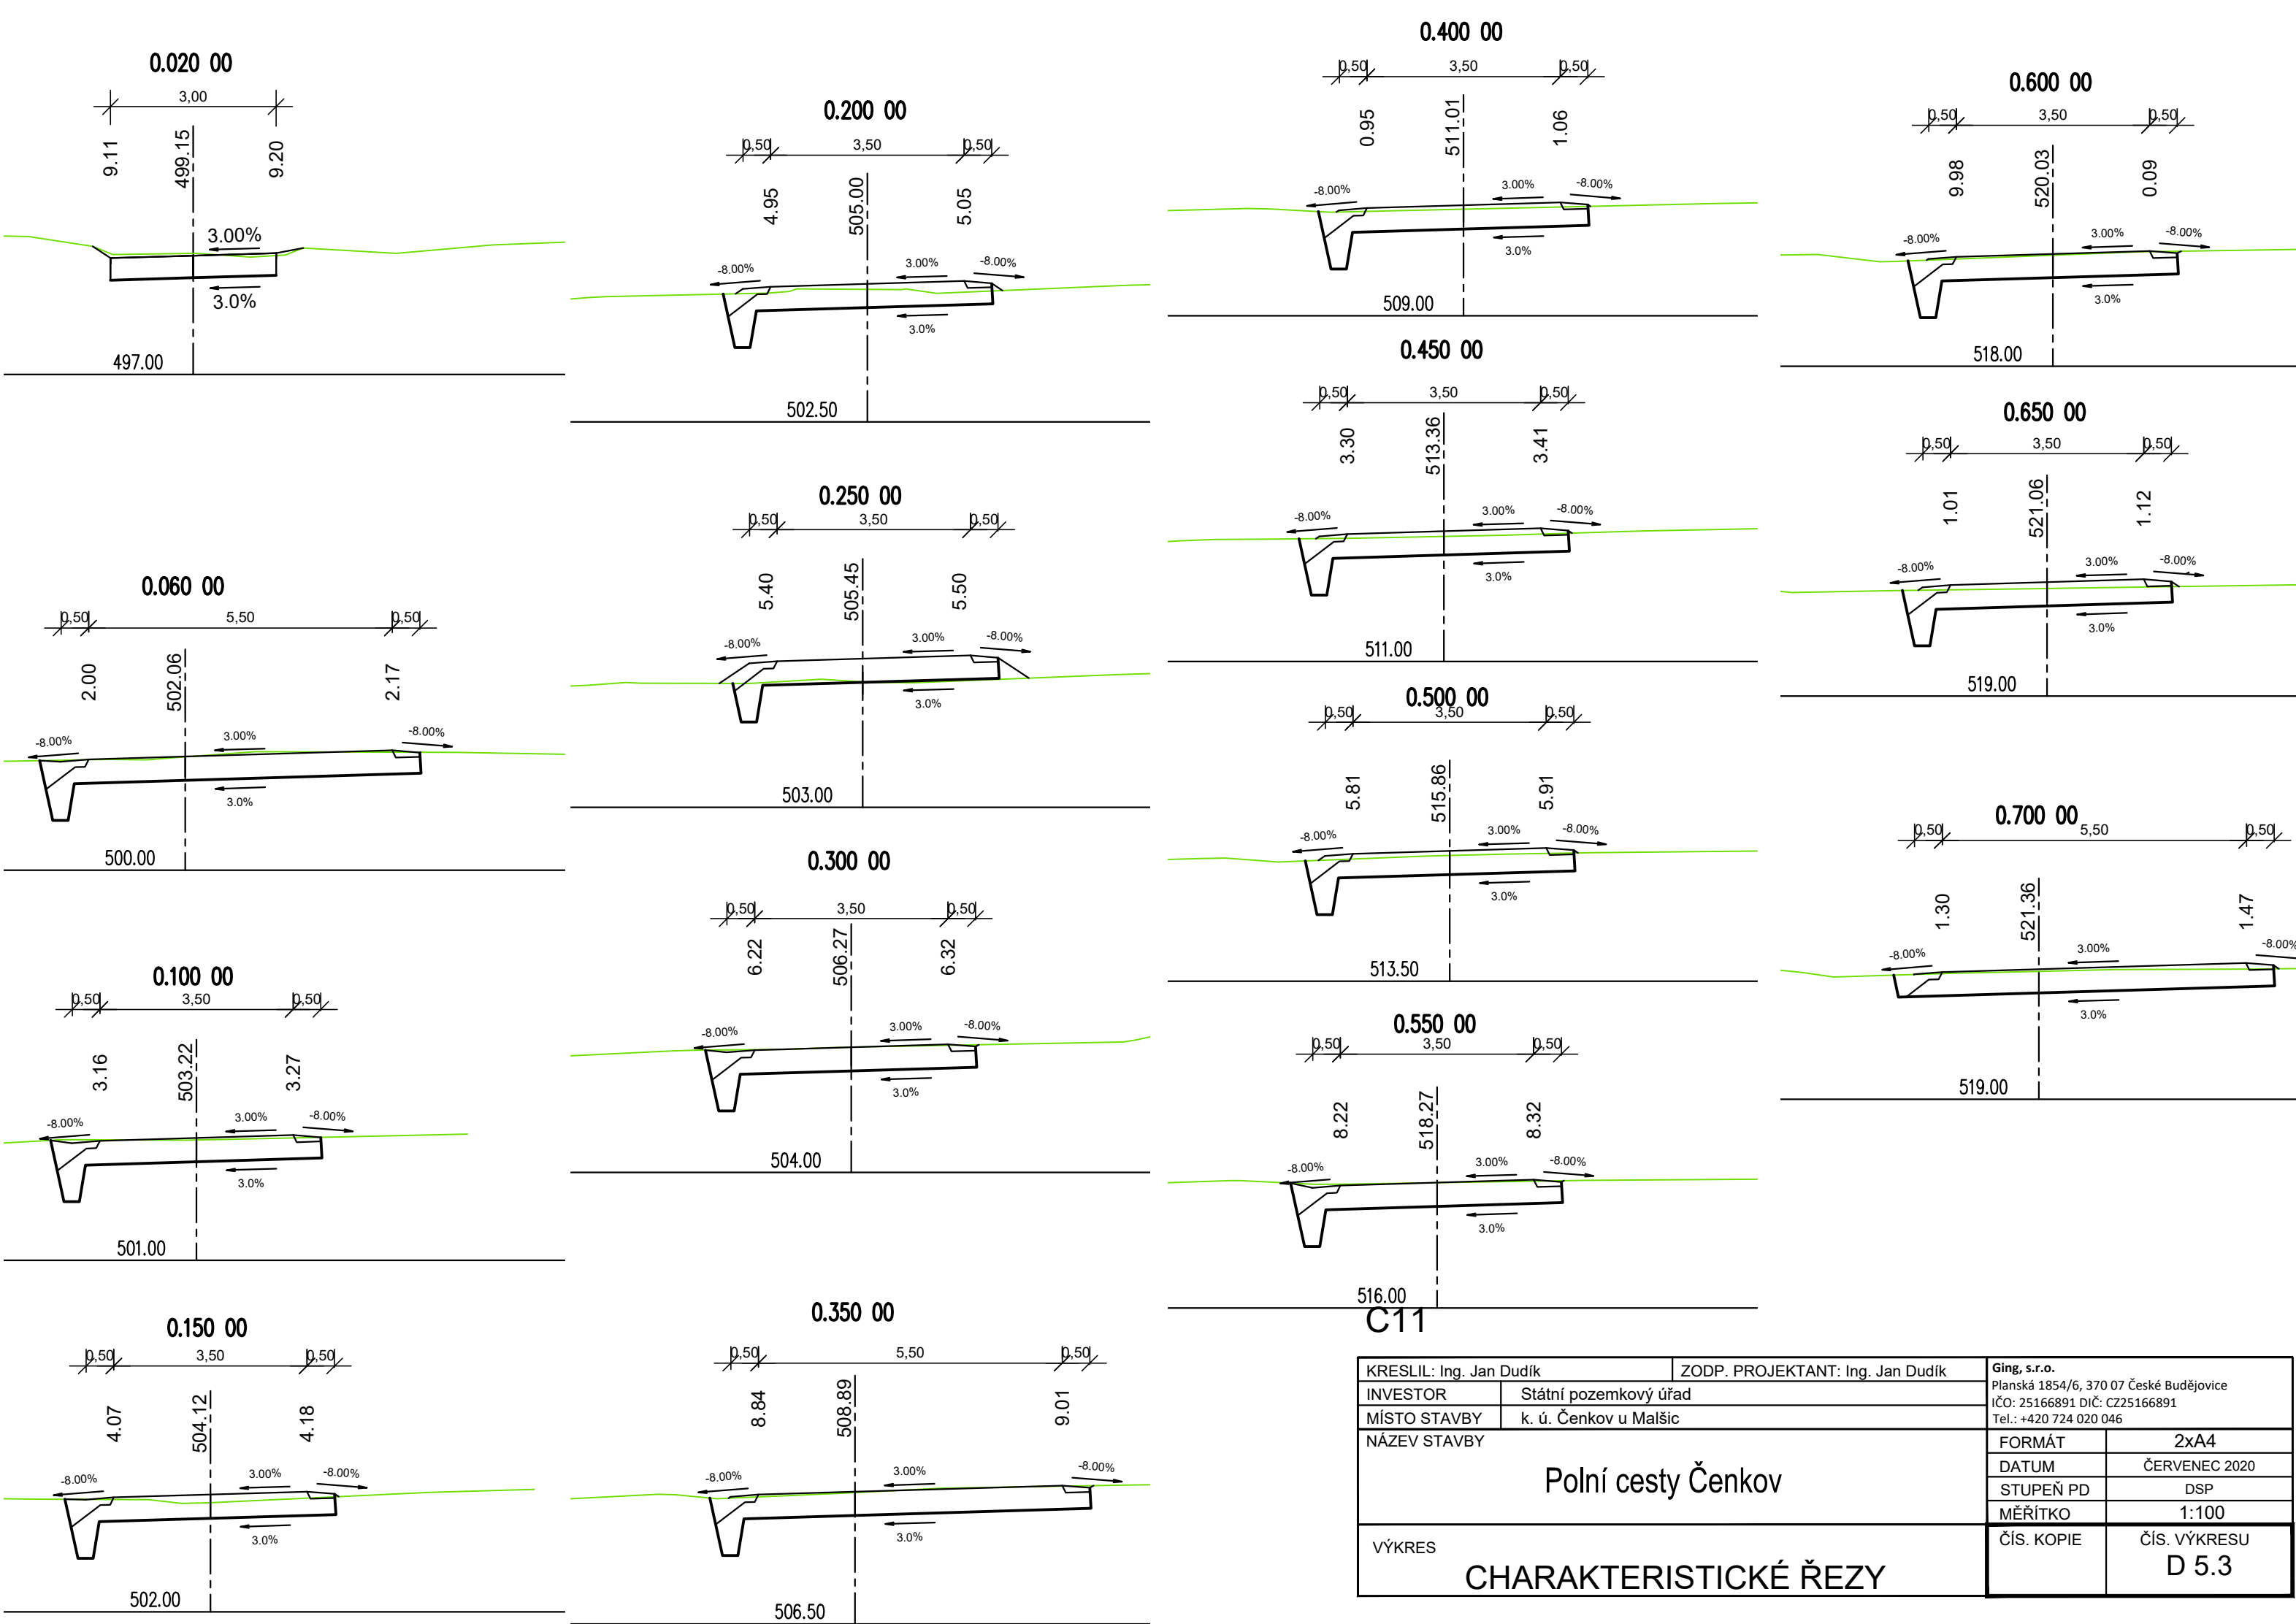 0.020 00
3,00
9.11
499.15
9.20
3.00%
3.0%
497.00
0.060 00
0,50 5,50 0,50
2.00
502.06
2.17
-8.00% 3.00% -8.00%
3.0%
500.00
0.100 00
0,50 3,50 0,50
3.16
503.22
3.27
-8.00% 3.00% -8.00%
3.0%
501.00
0.150 00
0,50 3,50 0,50
4.07
504.12
4.18
-8.00% 3.00% -8.00%
3.0%
502.00
0.200 00
0,50 3,50 0,50
4.95
505.00
5.05
-8.00% 3.00% -8.00%
3.0%
502.50
0.250 00
0,50 3,50 0,50
5.40
505.45
5.50
-8.00% 3.00% -8.00%
3.0%
503.00
0.300 00
0,50 3,50 0,50
6.22
506.27
6.32
-8.00% 3.00% -8.00%
3.0%
504.00
0.350 00
0,50 5,50 0,50
8.84
508.89
9.01
-8.00% 3.00% -8.00%
3.0%
506.50
0.400 00
0,50 3,50 0,50
0.95
511.01
1.06
-8.00% 3.00% -8.00%
3.0%
509.00
0.450 00
0,50 3,50 0,50
3.30
513.36
3.41
-8.00% 3.00% -8.00%
3.0%
511.00
0.500 00
0,50 3,50 0,50
5.81
515.86
5.91
-8.00% 3.00% -8.00%
3.0%
513.50
0.550 00
0,50 3,50 0,50
8.22
518.27
8.32
-8.00% 3.00% -8.00%
3.0%
516.00
0.600 00
0,50 3,50 0,50
9.98
520.03
0.09
-8.00% 3.00% -8.00%
3.0%
518.00
0.650 00
0,50 3,50 0,50
1.01
521.06
1.12
-8.00% 3.00% -8.00%
3.0%
519.00
0.700 00
0,50 5,50 0,50
1.30
521.36
1.47
-8.00% 3.00% -8.00%
3.0%
519.00
C11
KRESLIL: Ing. Jan Dudík ZODP. PROJEKTANT: Ing. Jan Dudík
INVESTOR Státní pozemkový úřad
MÍSTO STAVBY k. ú. Čenkov u Malšic
NÁZEV STAVBY
Polní cesty Čenkov
VÝKRES
CHARAKTERISTICKÉ ŘEZY
Ging, s.r.o.
Planská 1854/6, 370 07 České Budějovice
IČO: 25166891 DIČ: CZ25166891
Tel.: +420 724 020 046
FORMÁT 2xA4
DATUM ČERVENEC 2020
STUPEŇ PD DSP
MĚŘÍTKO 1:100
ČÍS. KOPIE ČÍS. VÝKRESU
D 5.3